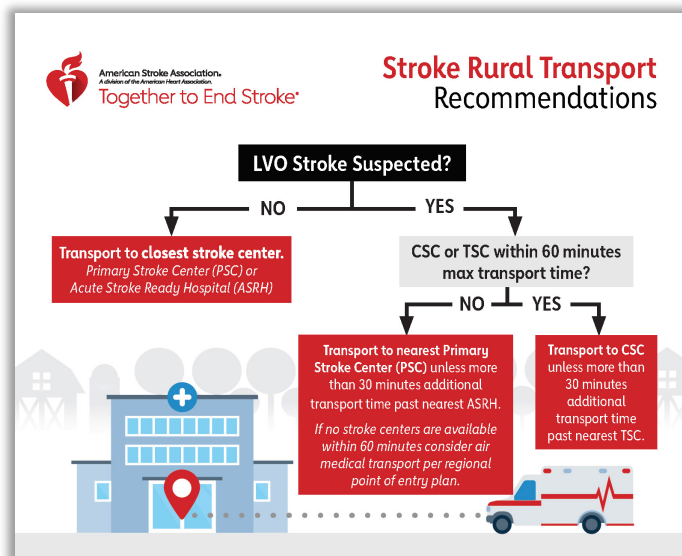 American Stroke Association®
A division of the American Heart Association.
Together to End Stroke®
Stroke Rural Transport
Recommendations
LVO Stroke Suspected?
NO
YES
Transport to closest stroke center.
Primary Stroke Center (PSC) or
Acute Stroke Ready Hospital (ASRH)
CSC or TSC within 60 minutes
max transport time?
NO
YES
Transport to nearest Primary
Stroke Center (PSC) unless more
than 30 minutes additional
transport time past nearest ASRH.
If no stroke centers are available
within 60 minutes consider air
medical transport per regional
point of entry plan.
Transport to CSC
unless more than
30 minutes
additional
transport time
past nearest TSC.